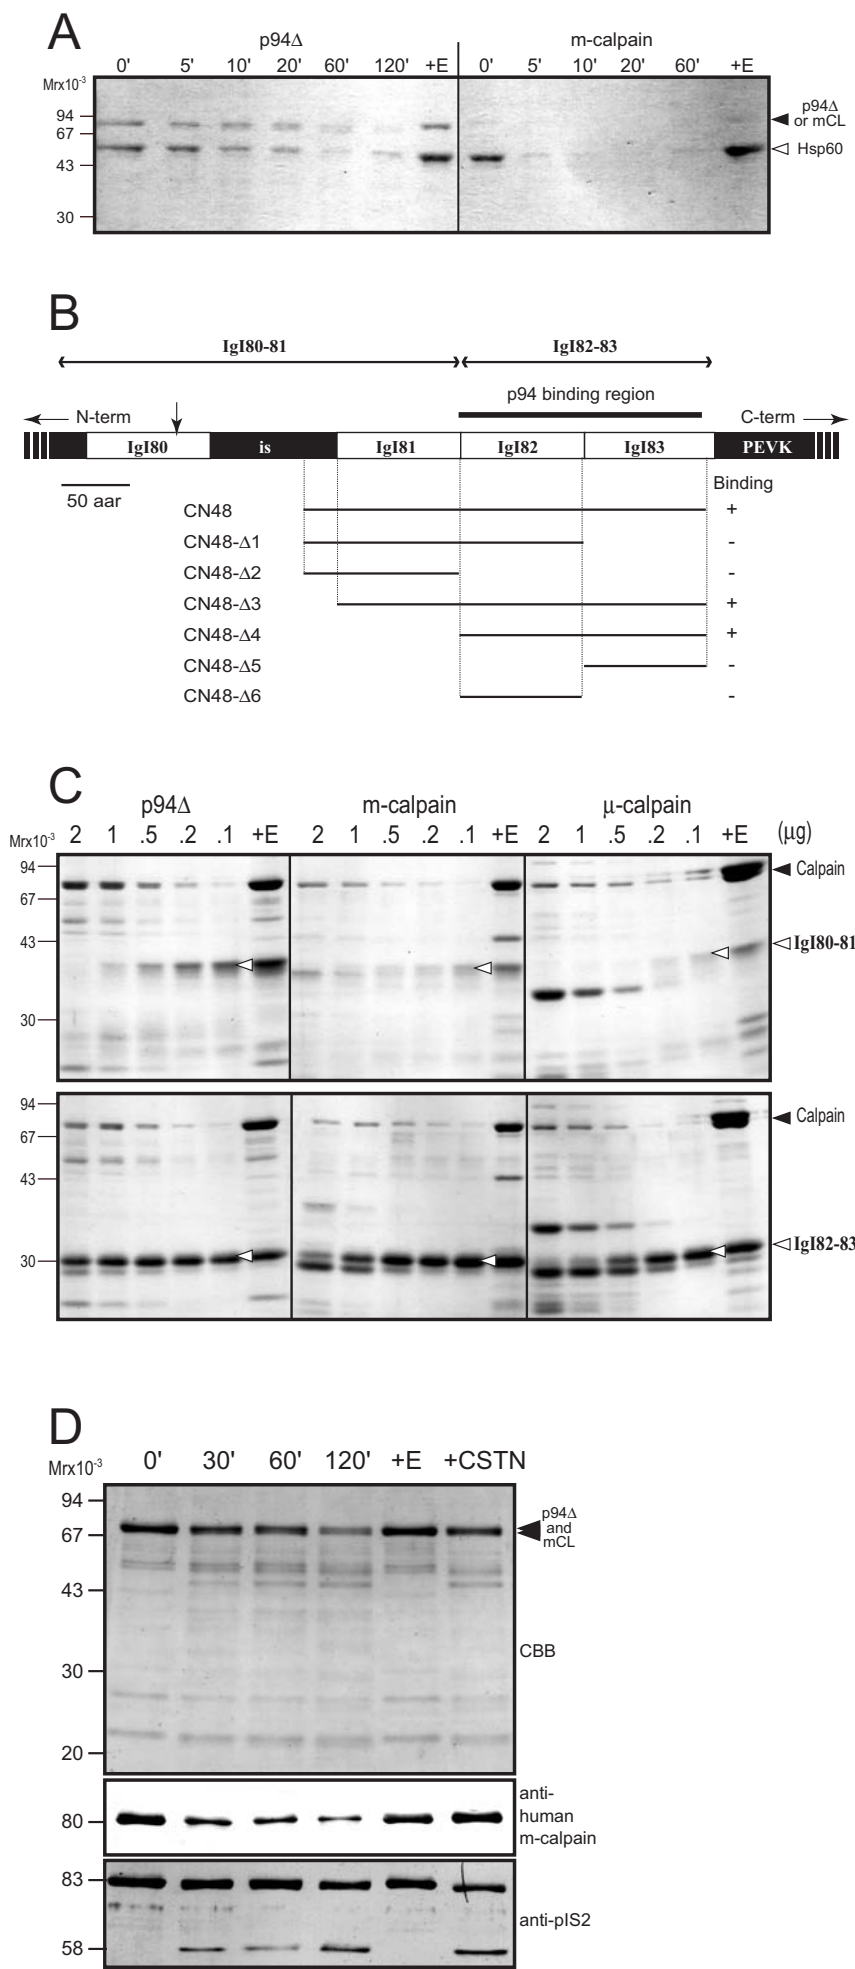 A
p94Δ m-calpain
0' 5' 10' 20' 60' 120' +E 0' 5' 10' 20' 60' +E
Mrx10-3
94
67
43
30
p94Δ
or mCL
Hsp60
B
IgI80-81 IgI82-83
p94 binding region
N-term C-term
IgI80 is IgI81 IgI82 IgI83 PEVK
50 aar
Binding
CN48 +
CN48-Δ1 -
CN48-Δ2 -
CN48-Δ3 +
CN48-Δ4 +
CN48-Δ5 -
CN48-Δ6 -
C
p94Δ m-calpain μ-calpain
Mrx10-3 2 1 .5 .2 .1 +E 2 1 .5 .2 .1 +E 2 1 .5 .2 .1 +E (μg)
94
67
43
30
Calpain
IgI80-81
94
67
43
30
Calpain
IgI82-83
D
Mrx10-3 0' 30' 60' 120' +E +CSTN
94
67
43
30
20
p94Δ
and
mCL
CBB
80
anti-
human
m-calpain
83
58
anti-pIS2